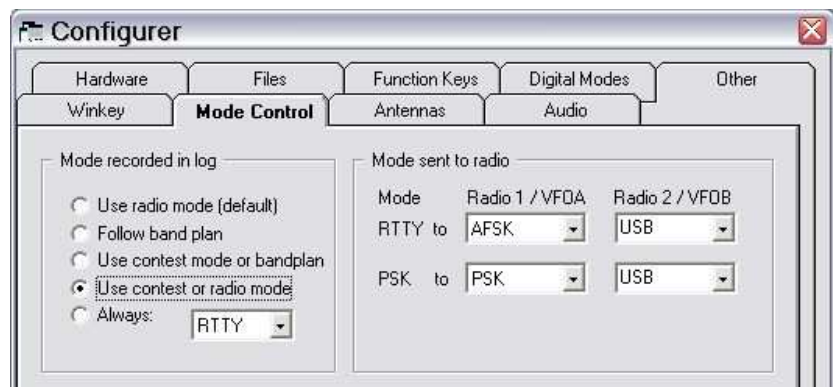 Configurer
Hardware Files Function Keys Digital Modes Other
Winkey Mode Control Antennas Audio
Mode recorded in log
Use radio mode (default)
Follow band plan
Use contest mode or bandplan
Use contest or radio mode
Always: RTTY
Mode sent to radio
Mode Radio 1 / VFOA Radio 2 / VFOB
RTTY to AFSK USB
PSK to PSK USB